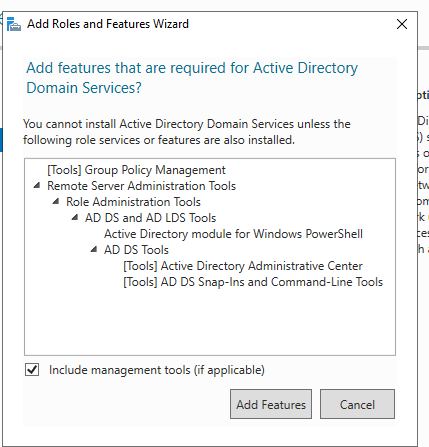 Add Roles and Features Wizard
Add features that are required for Active Directory
Domain Services?
You cannot install Active Directory Domain Services unless the
following role services or features are also installed.
[Tools] Group Policy Management
Remote Server Administration Tools
Role Administration Tools
AD DS and AD LDS Tools
Active Directory module for Windows PowerShell
AD DS Tools
[Tools] Active Directory Administrative Center
[Tools] AD DS Snap-Ins and Command-Line Tools
Include management tools (if applicable)
Add Features
Cancel